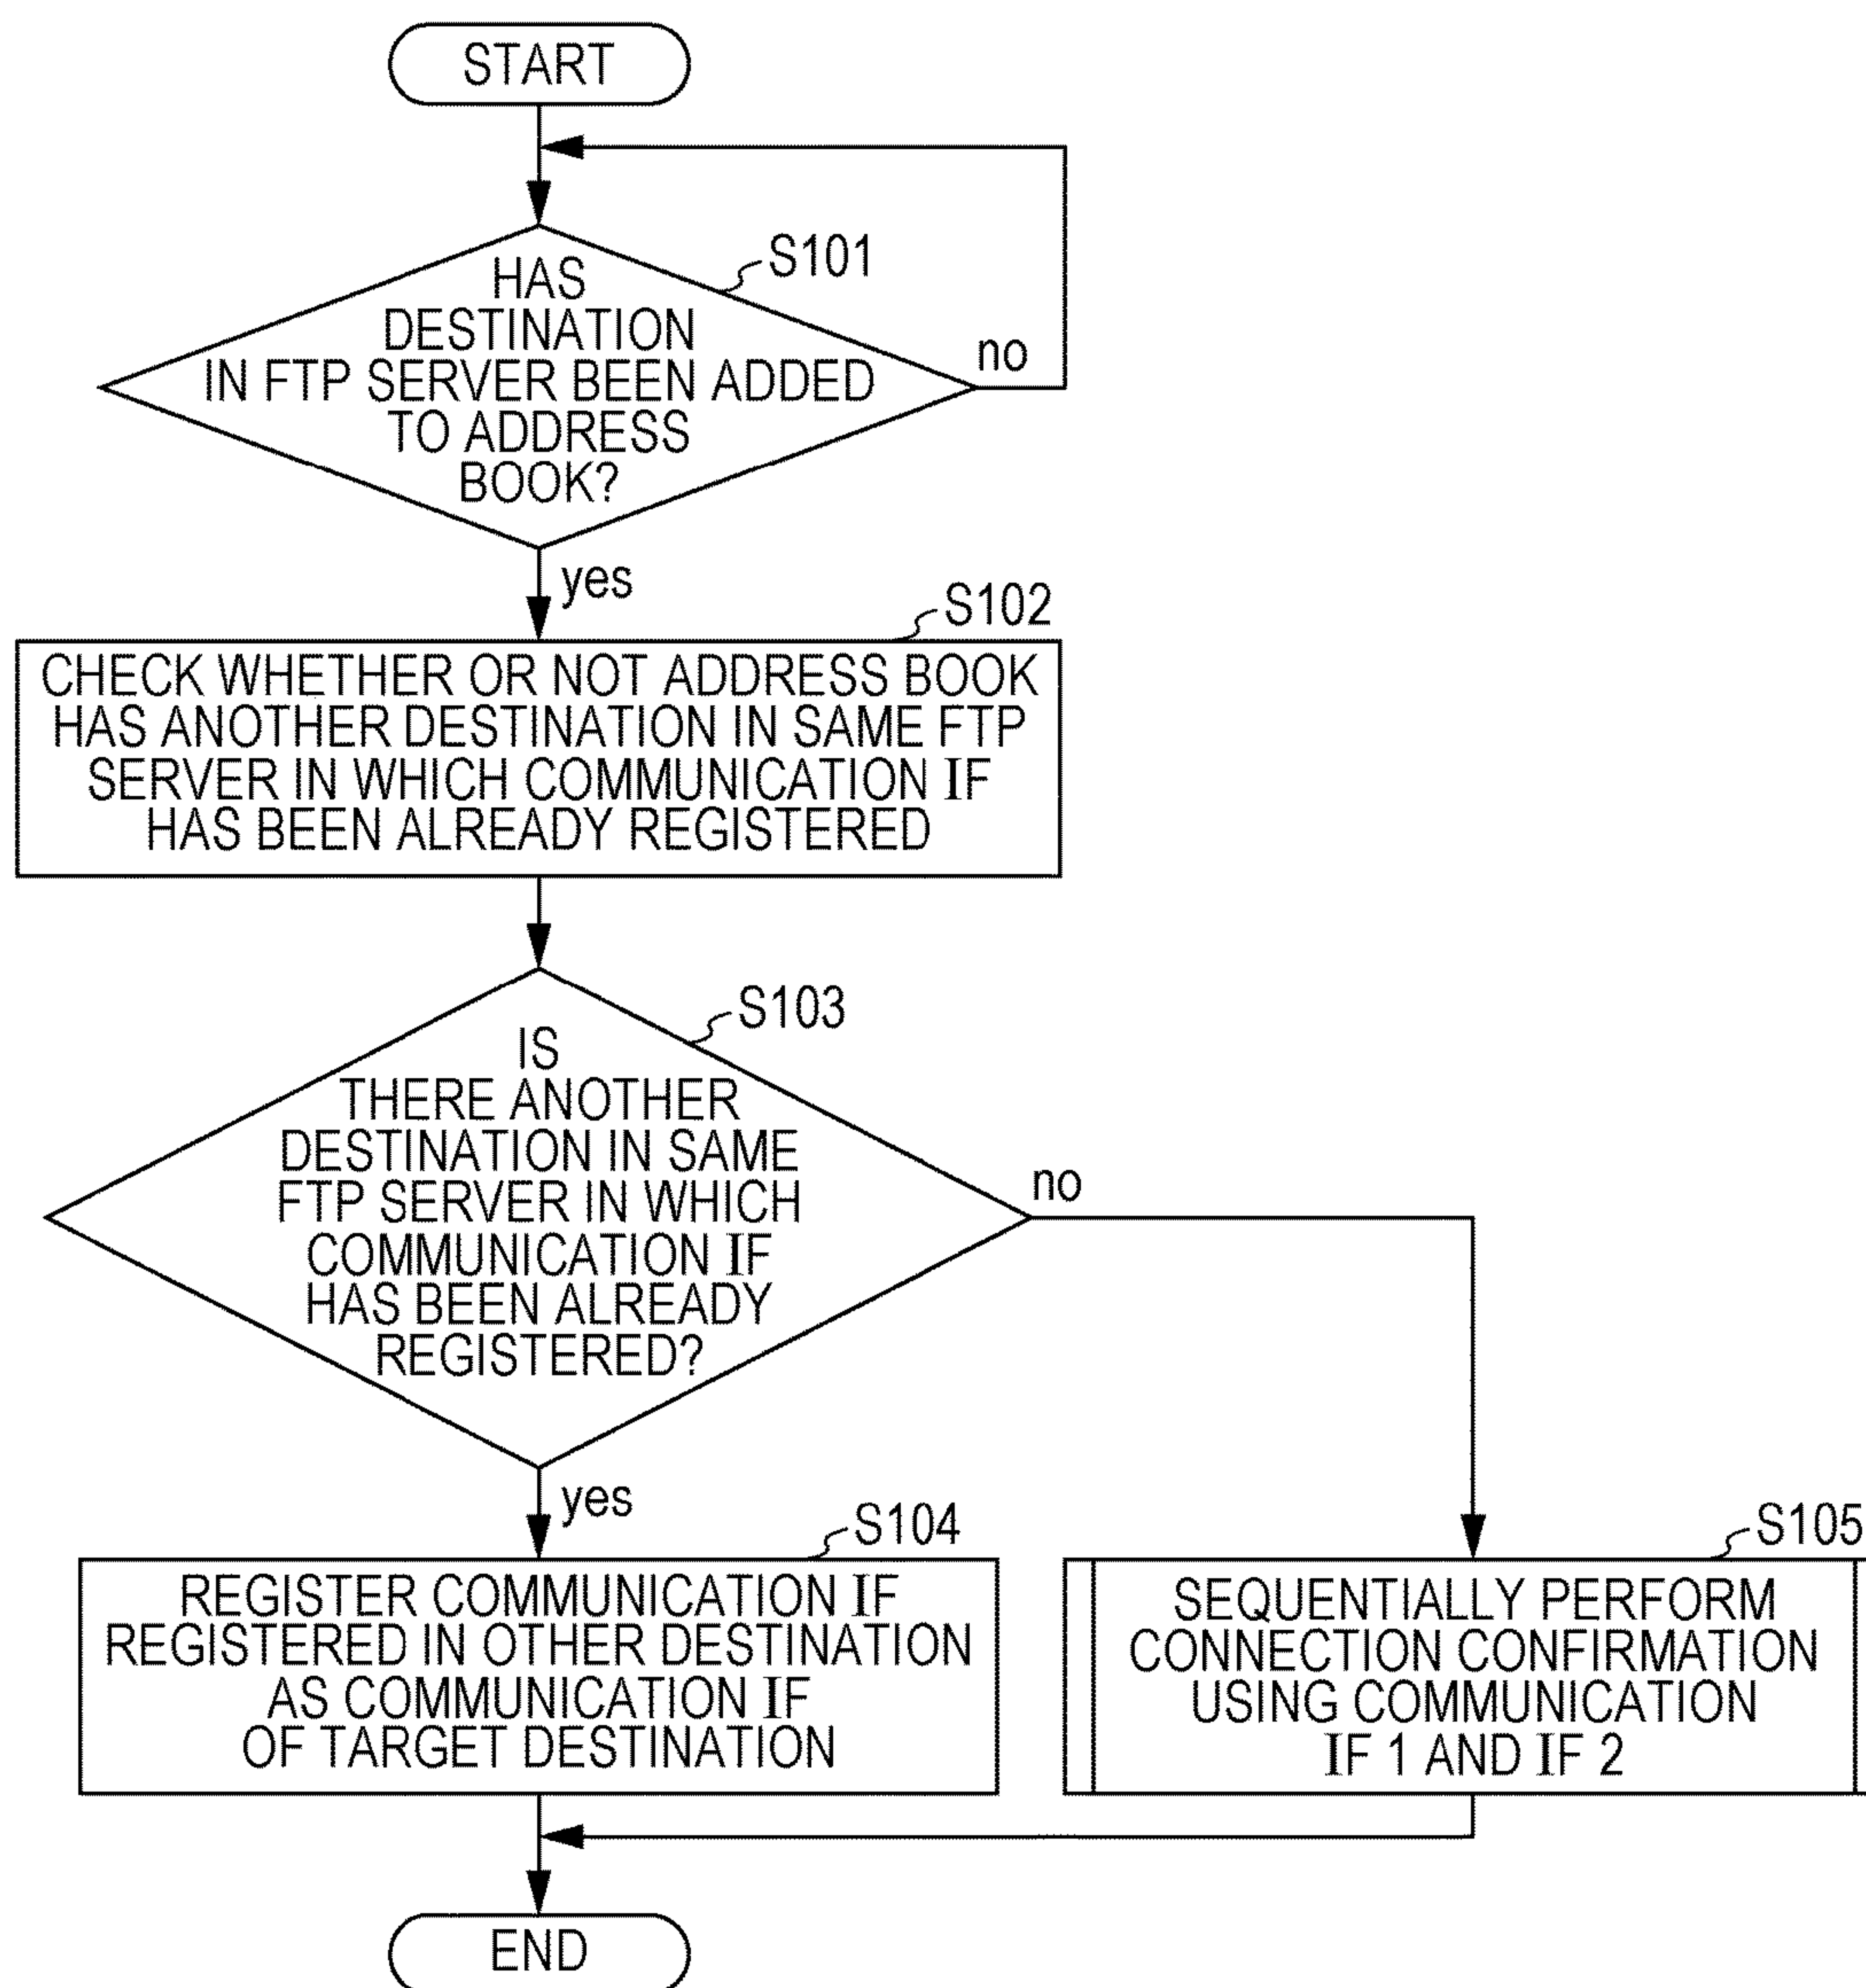 START
S101
HAS
DESTINATION
IN FTP SERVER BEEN ADDED
TO ADDRESS
BOOK?
no
yes
S102
CHECK WHETHER OR NOT ADDRESS BOOK
HAS ANOTHER DESTINATION IN SAME FTP
SERVER IN WHICH COMMUNICATION IF
HAS BEEN ALREADY REGISTERED
S103
IS
THERE ANOTHER
DESTINATION IN SAME
FTP SERVER IN WHICH
COMMUNICATION IF
HAS BEEN ALREADY
REGISTERED?
no
yes
S104
REGISTER COMMUNICATION IF
REGISTERED IN OTHER DESTINATION
AS COMMUNICATION IF
OF TARGET DESTINATION
S105
SEQUENTIALLY PERFORM
CONNECTION CONFIRMATION
USING COMMUNICATION
IF 1 AND IF 2
END